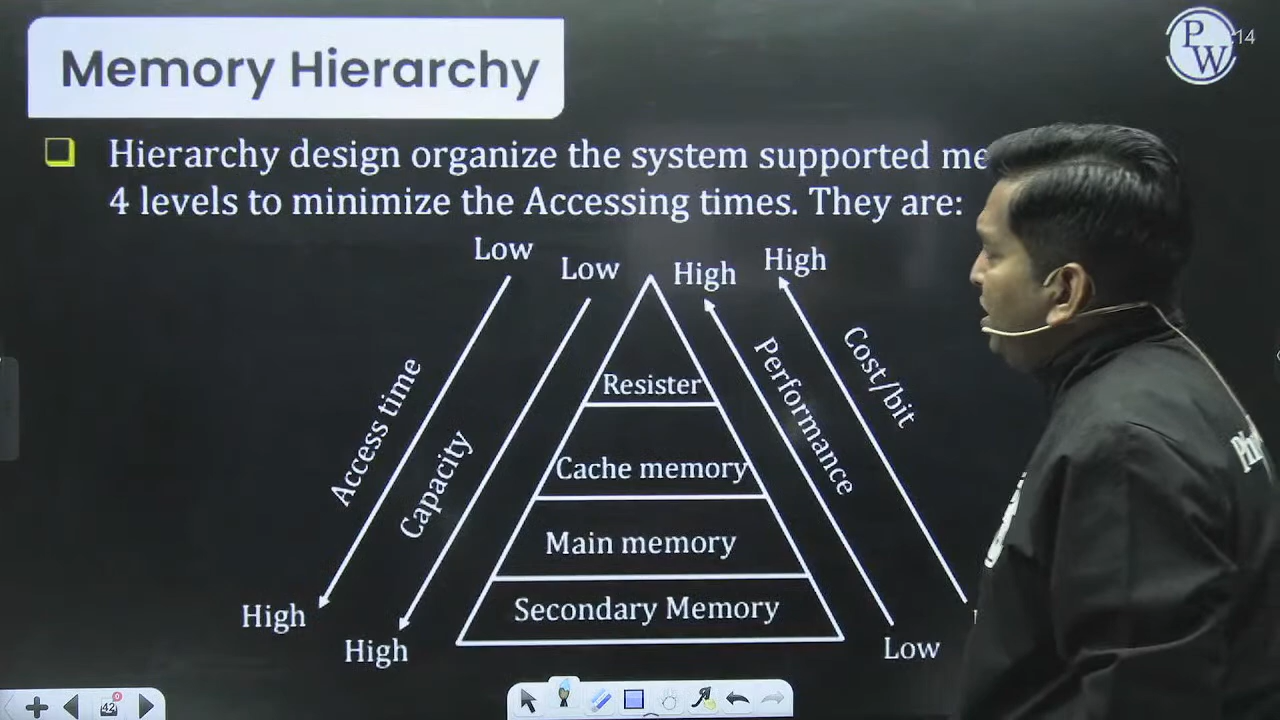 Memory Hierarchy
PW
14
Hierarchy design organize the system supported
4 levels to minimize the Accessing times. They are:
Low
Low
High
High
Access time
Capacity
Performance
Cost/bit
Resister
Cache memory
Main memory
Secondary Memory
High
High
Low
42
0